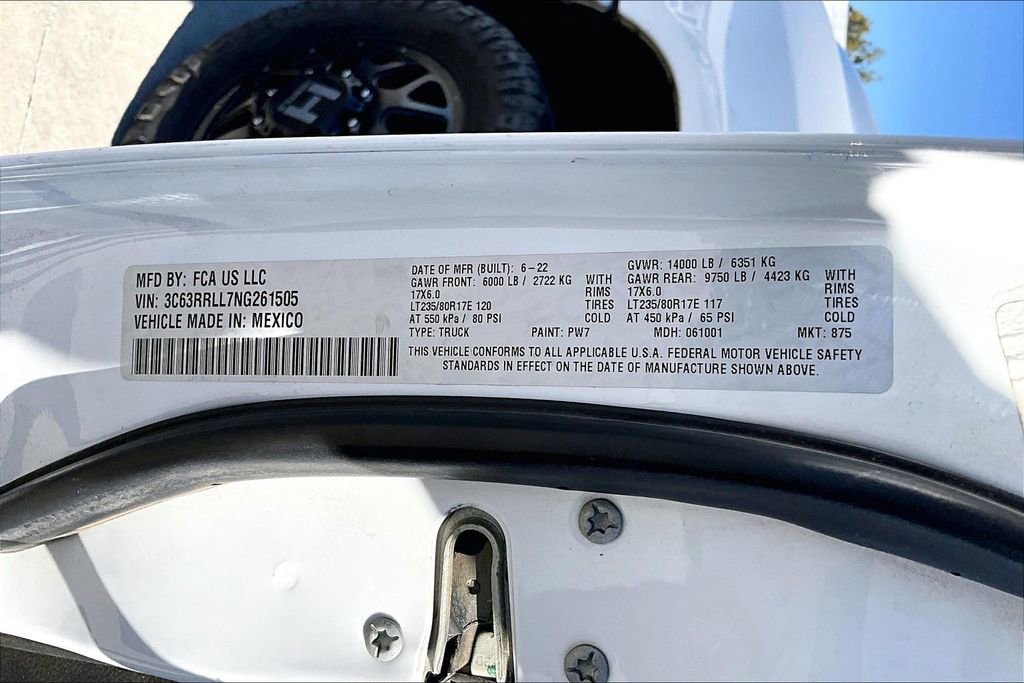 MFD BY: FCA US LLC
VIN: 3C63RRLL7NG261505
VEHICLE MADE IN: MEXICO
DATE OF MFR (BUILT): 6-22
GAWR FRONT: 6000 LB / 2722 KG WITH
17X6.0 RIMS
LT235/80R17E 120 TIRES
AT 550 kPa / 80 PSI COLD
GVWR: 14000 LB / 6351 KG
GAWR REAR: 9750 LB / 4423 KG WITH
17X6.0 RIMS
LT235/80R17E 117 TIRES
AT 450 kPa / 65 PSI COLD
TYPE: TRUCK PAINT: PW7 MDH: 061001 MKT: 875
THIS VEHICLE CONFORMS TO ALL APPLICABLE U.S.A. FEDERAL MOTOR VEHICLE SAFETY
STANDARDS IN EFFECT ON THE DATE OF MANUFACTURE SHOWN ABOVE.